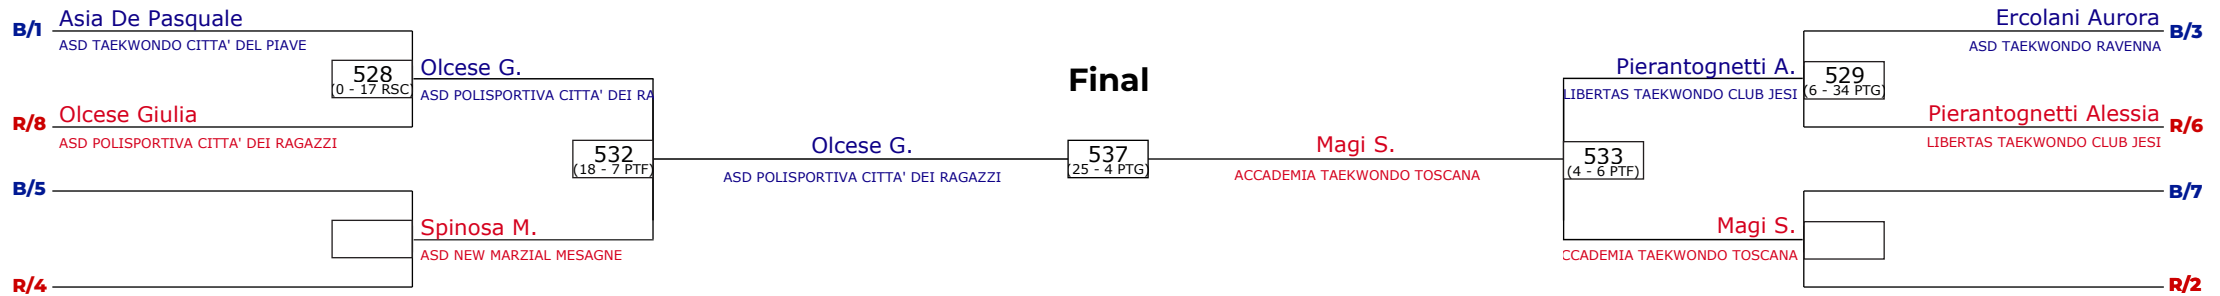 B/1
Asia De Pasquale
ASD TAEKWONDO CITTA' DEL PIAVE
528
(0 - 17 RSC)
R/8
Olcese Giulia
ASD POLISPORTIVA CITTA' DEI RAGAZZI
Olcese G.
ASD POLISPORTIVA CITTA' DEI RA
532
(18 - 7 PTF)
B/5
Spinosa M.
ASD NEW MARZIAL MESAGNE
R/4
Final
Olcese G.
ASD POLISPORTIVA CITTA' DEI RAGAZZI
537
(25 - 4 PTG)
Magi S.
ACCADEMIA TAEKWONDO TOSCANA
Ercolani Aurora
B/3
ASD TAEKWONDO RAVENNA
Pierantognetti A.
LIBERTAS TAEKWONDO CLUB JESI
529
(6 - 34 PTG)
Pierantognetti Alessia
R/6
LIBERTAS TAEKWONDO CLUB JESI
533
(4 - 6 PTF)
B/7
Magi S.
CCADEMIA TAEKWONDO TOSCANA
R/2